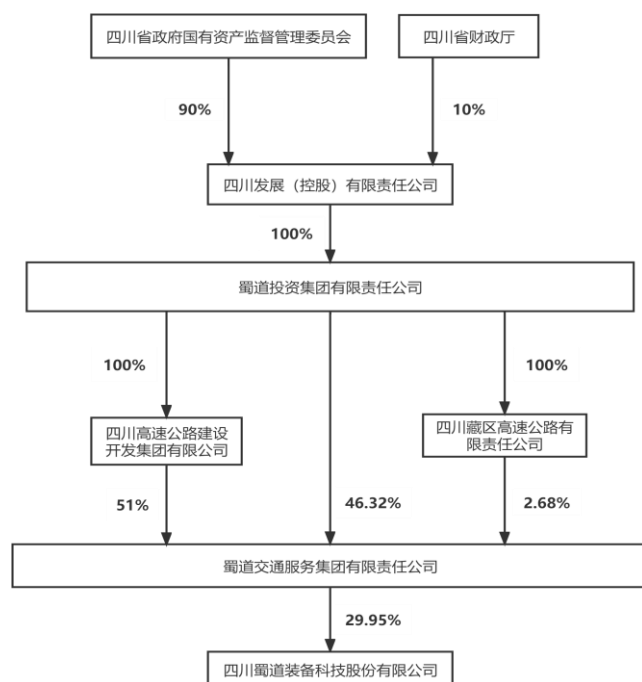 四川省政府国有资产监督管理委员会
四川省财政厅
90%
10%
四川发展（控股）有限责任公司
100%
蜀道投资集团有限责任公司
100%
100%
四川高速公路建设
开发集团有限公司
四川藏区高速公路有
限责任公司
51%
46.32%
2.68%
蜀道交通服务集团有限责任公司
29.95%
四川蜀道装备科技股份有限公司